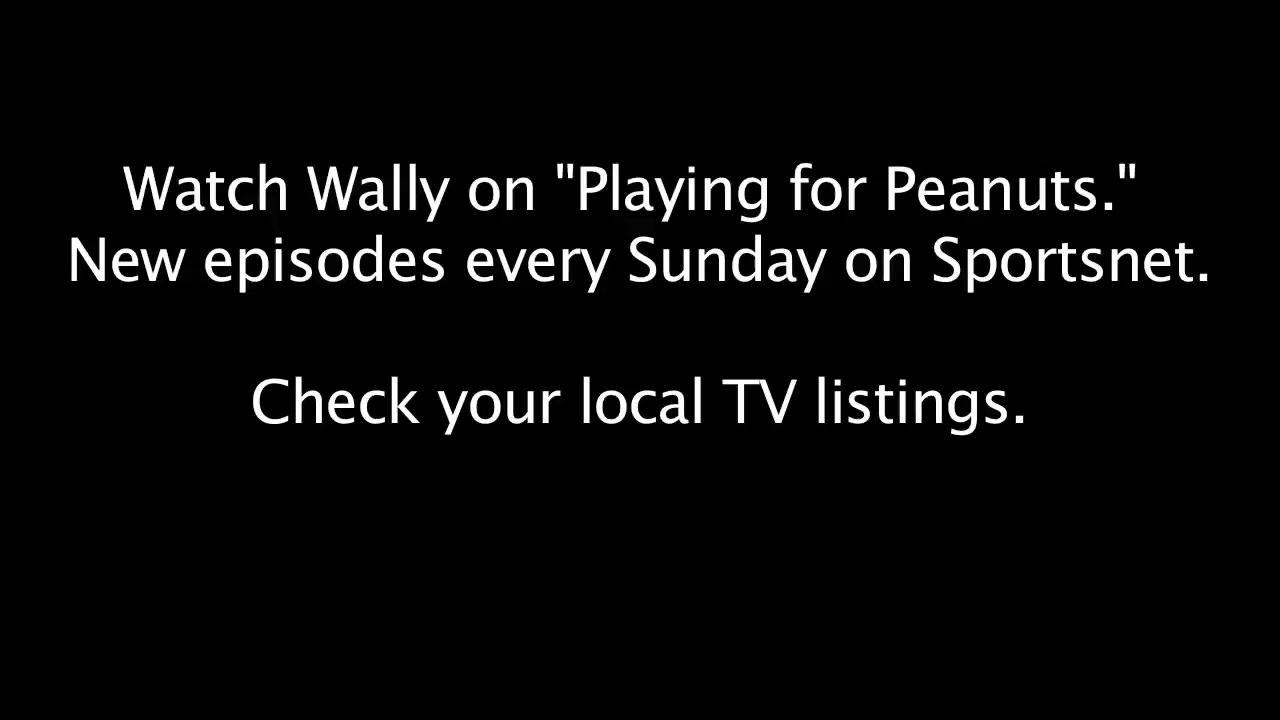 Watch Wally on "Playing for Peanuts."
New episodes every Sunday on Sportsnet.
Check your local TV listings.